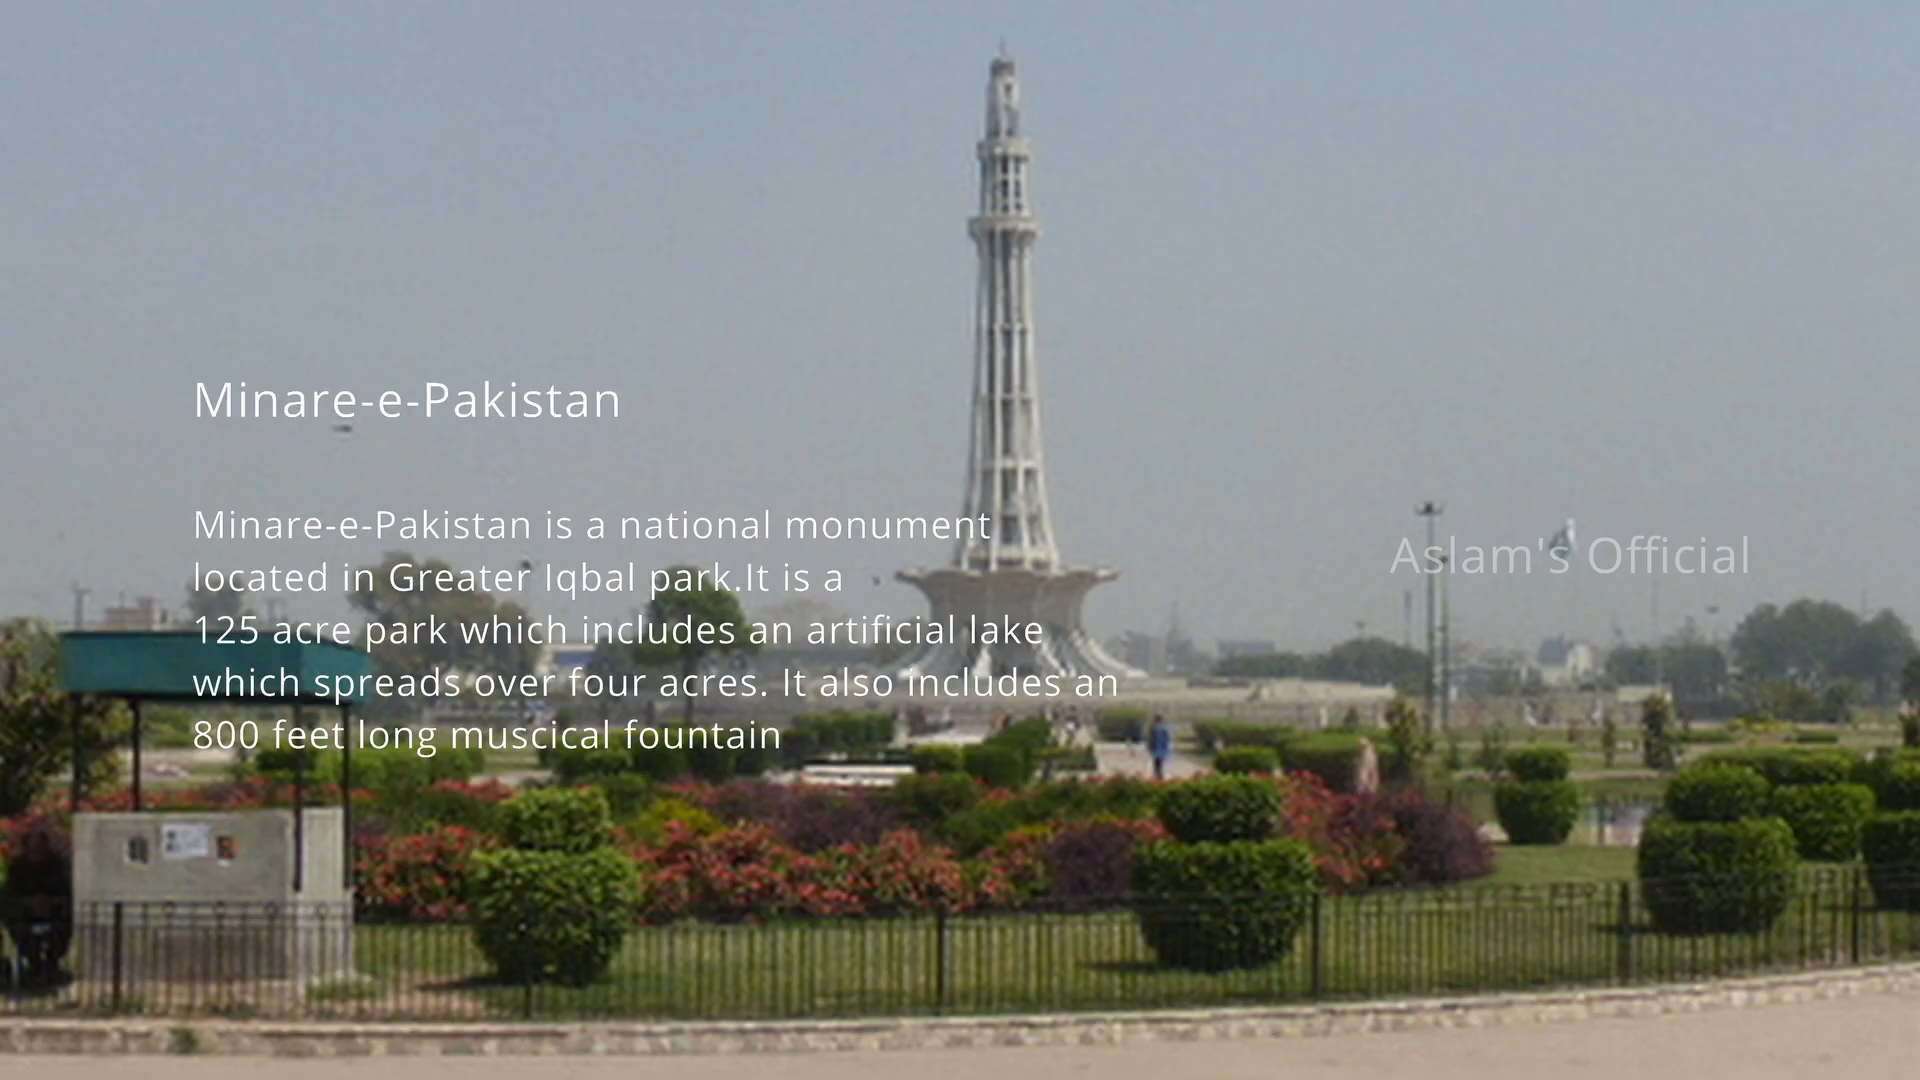 Minare-e-Pakistan
Minare-e-Pakistan is a national monument
located in Greater Iqbal park.It is a
125 acre park which includes an artificial lake
which spreads over four acres. It also includes an
800 feet long muscical fountain
Aslam's Official